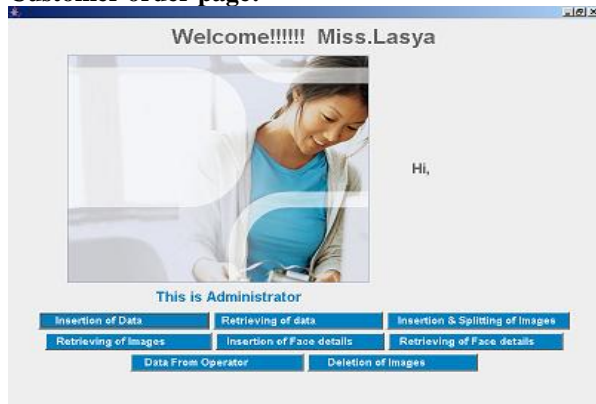 Customer order page:
Welcome!!!!!! Miss.Lasya
Hi,
This is Administrator
Insertion of Data
Retrieving of data
Insertion & Splitting of Images
Retrieving of Images
Insertion of Face details
Retrieving of Face details
Data From Operator
Deletion of Images